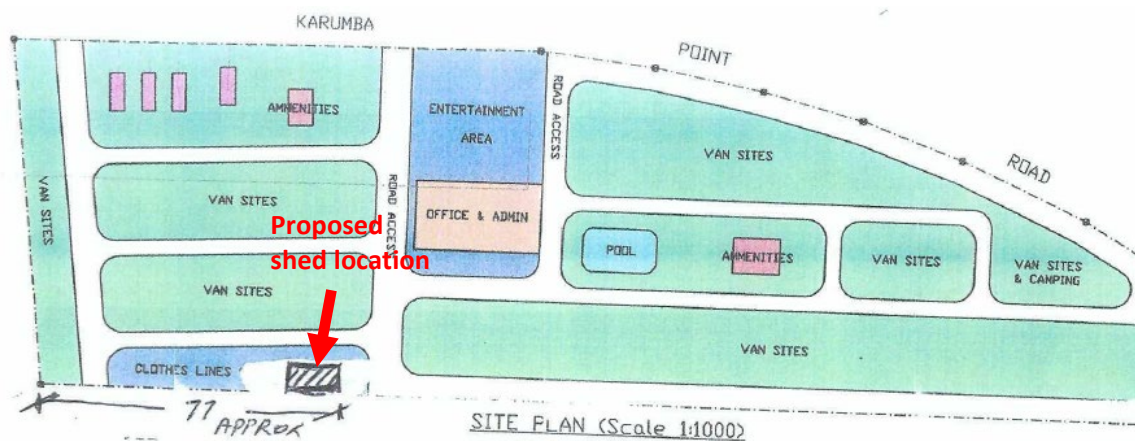 KARUMBA
POINT
ROAD
AMMENITIES
ENTERTAINMENT
AREA
ROAD ACCESS
VAN SITES
VAN SITES
VAN SITES
ROAD ACCESS
OFFICE & ADMIN
Proposed
shed location
POOL
AMMENITIES
VAN SITES
VAN SITES
& CAMPING
VAN SITES
VAN SITES
CLOTHES LINES
77
APPROX
SITE PLAN (Scale 1:1000)